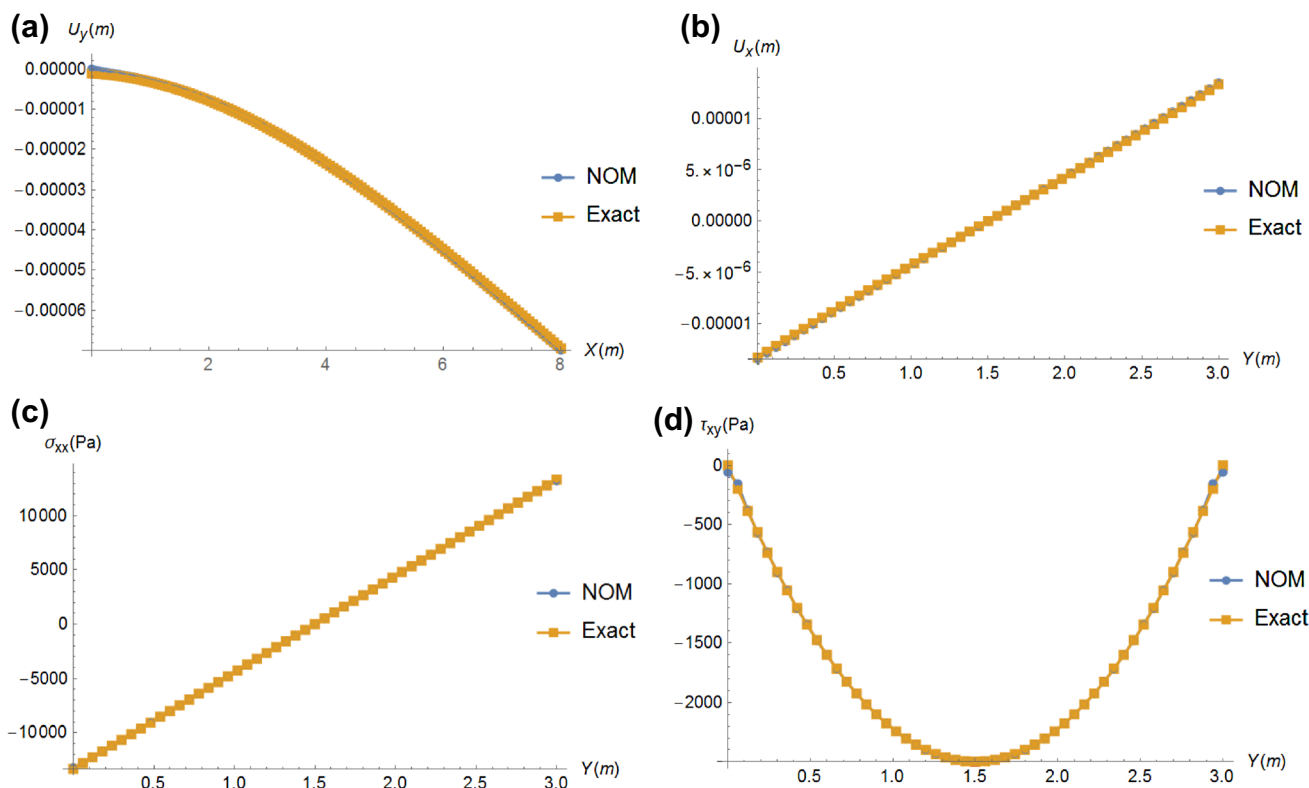 (a)
U_y(m)
0.00000
−0.00001
−0.00002
−0.00003
−0.00004
−0.00005
−0.00006
2 4 6 8
X(m)
NOM
Exact
(b)
U_x(m)
0.00001
5.×10⁻⁶
0.00000
−5.×10⁻⁶
−0.00001
0.5 1.0 1.5 2.0 2.5 3.0
Y(m)
NOM
Exact
(c)
σ_xx(Pa)
10000
5000
0
−5000
−10000
0.5 1.0 1.5 2.0 2.5 3.0
Y(m)
NOM
Exact
(d)
τ_xy(Pa)
0
−500
−1000
−1500
−2000
0.5 1.0 1.5 2.0 2.5 3.0
Y(m)
NOM
Exact